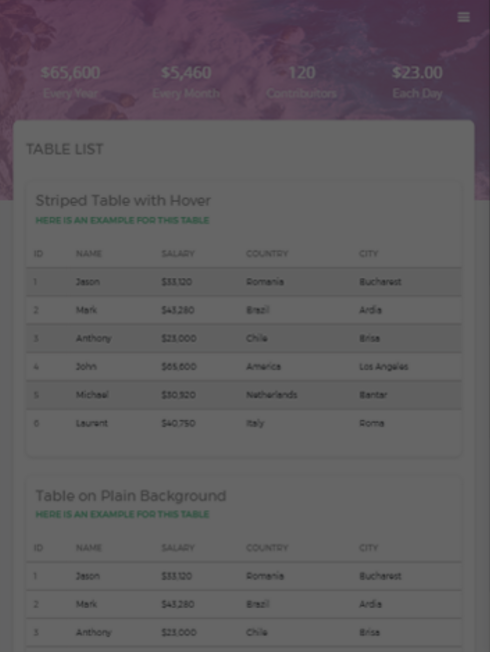 $65,600 $5,460 120 $23.00
Every Year Every Month Contributors Each Day
TABLE LIST
Striped Table with Hover
HERE IS AN EXAMPLE FOR THIS TABLE
ID NAME SALARY COUNTRY CITY
1 Jason $33,120 Romania Bucharest
2 Mark $43,280 Brazil Ardia
3 Anthony $23,000 Chile Brisa
4 John $65,600 America Los Angeles
5 Michael $30,920 Netherlands Bantar
6 Laurent $40,750 Italy Roma
Table on Plain Background
HERE IS AN EXAMPLE FOR THIS TABLE
ID NAME SALARY COUNTRY CITY
1 Jason $33,120 Romania Bucharest
2 Mark $43,280 Brazil Ardia
3 Anthony $23,000 Chile Brisa